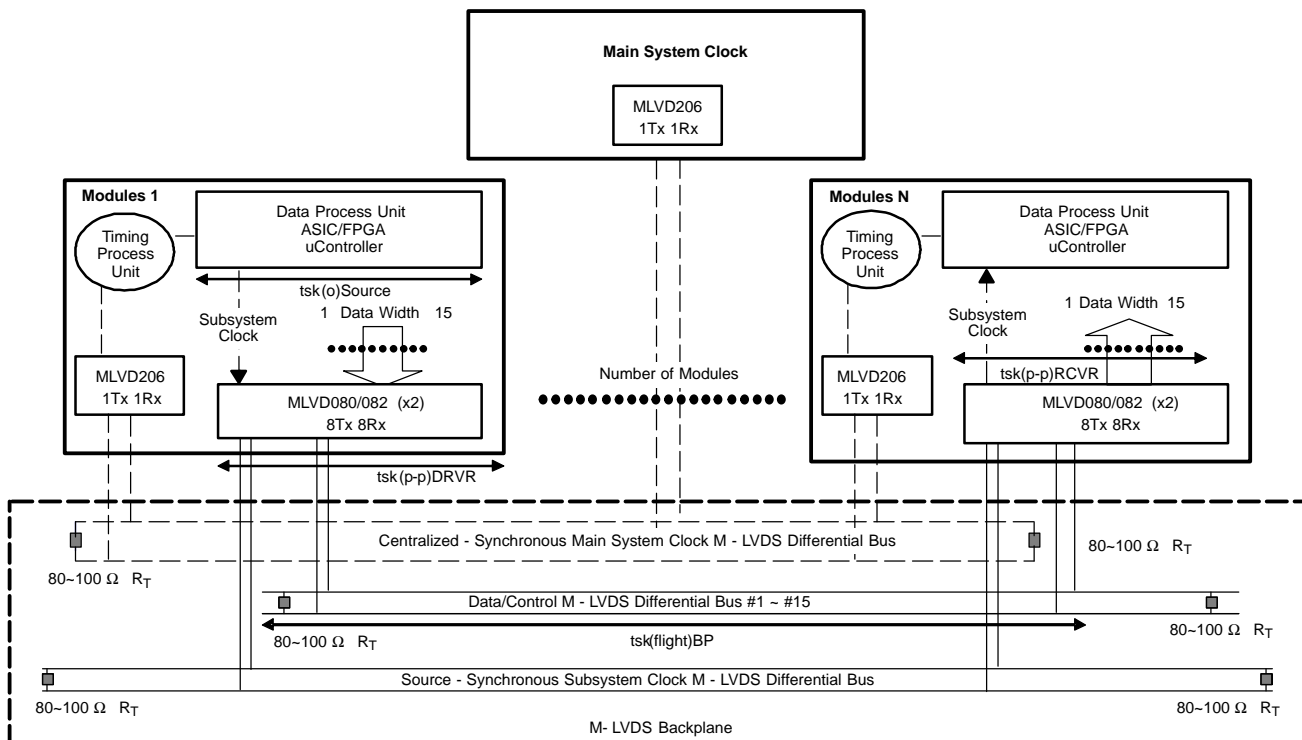 Main System Clock
MLVD206
1Tx 1Rx
Modules 1
Data Process Unit
ASIC/FPGA
uController
Timing
Process
Unit
tsk(o)Source
1 Data Width 15
Subsystem
Clock
MLVD206
1Tx 1Rx
MLVD080/082 (x2)
8Tx 8Rx
tsk(p-p)DRVR
Number of Modules
Modules N
Data Process Unit
ASIC/FPGA
uController
Timing
Process
Unit
1 Data Width 15
Subsystem
Clock
tsk(p-p)RCVR
MLVD206
1Tx 1Rx
MLVD080/082 (x2)
8Tx 8Rx
Centralized - Synchronous Main System Clock M - LVDS Differential Bus
80~100 Ω RT
80~100 Ω RT
Data/Control M - LVDS Differential Bus #1 ~ #15
80~100 Ω RT
tsk(flight)BP
80~100 Ω RT
Source - Synchronous Subsystem Clock M - LVDS Differential Bus
80~100 Ω RT
80~100 Ω RT
M- LVDS Backplane